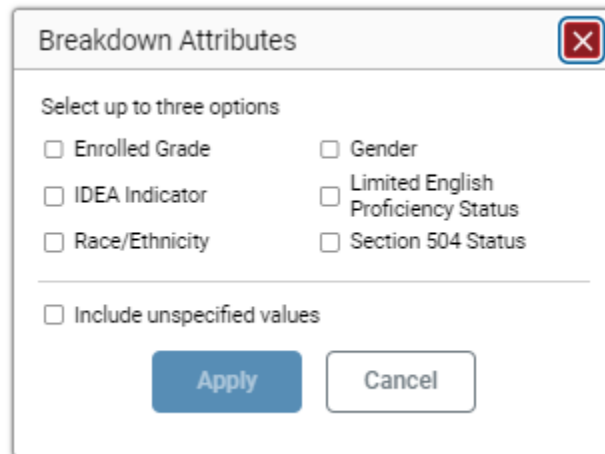 Breakdown Attributes
Select up to three options
Enrolled Grade
Gender
IDEA Indicator
Limited English
Proficiency Status
Race/Ethnicity
Section 504 Status
Include unspecified values
Apply
Cancel